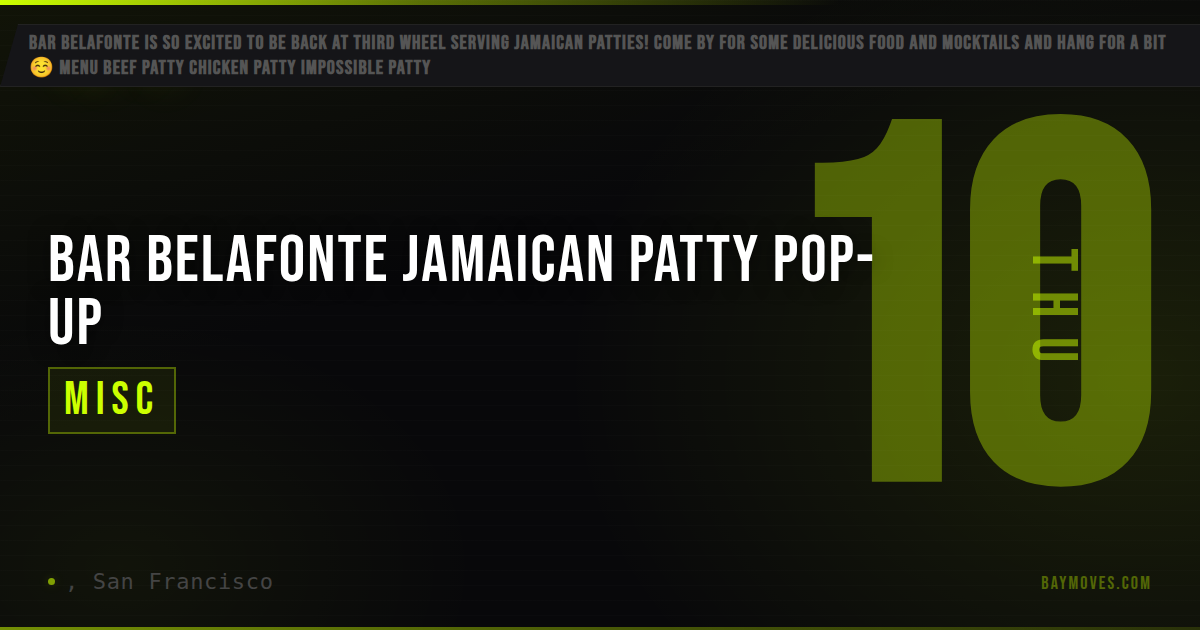 BAR BELAFONTE IS SO EXCITED TO BE BACK AT THIRD WHEEL SERVING JAMAICAN PATTIES! COME BY FOR SOME DELICIOUS FOOD AND MOCKTAILS AND HANG FOR A BIT
☺️ MENU BEEF PATTY CHICKEN PATTY IMPOSSIBLE PATTY
10
THU
BAR BELAFONTE JAMAICAN PATTY POP-
UP
MISC
, San Francisco
BAYMOVES.COM